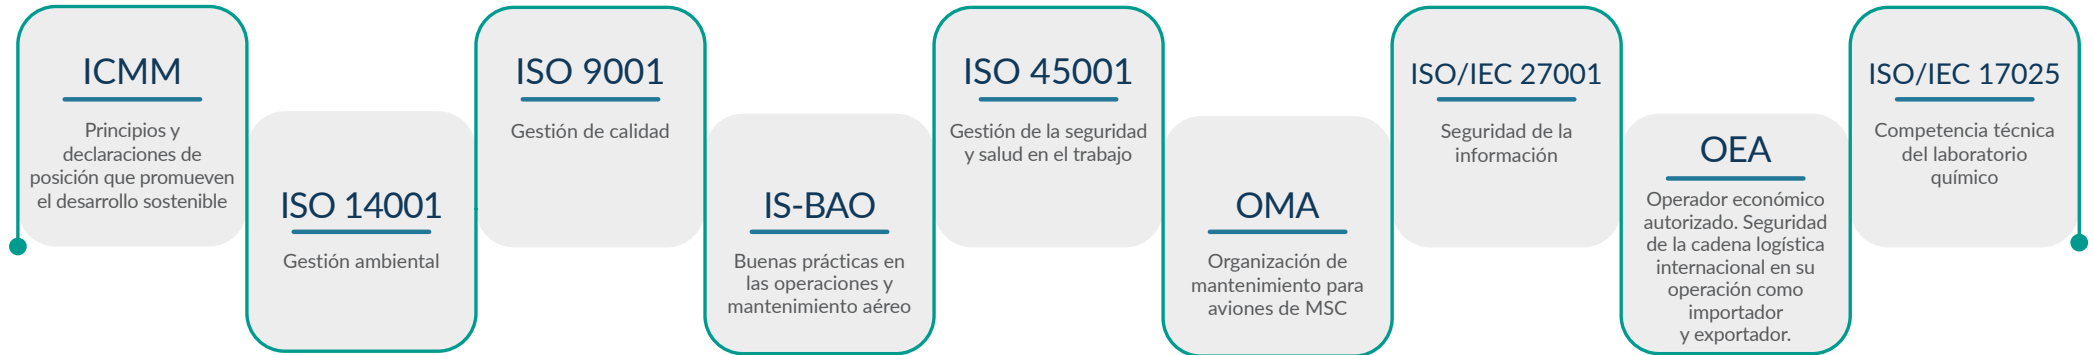 ICMM
Principios y
declaraciones de
posición que promueven
el desarrollo sostenible
ISO 14001
Gestión ambiental
ISO 9001
Gestión de calidad
IS-BAO
Buenas prácticas en
las operaciones y
mantenimiento aéreo
ISO 45001
Gestión de la seguridad
y salud en el trabajo
OMA
Organización de
mantenimiento para
aviones de MSC
ISO/IEC 27001
Seguridad de la
información
OEA
Operador económico
autorizado. Seguridad
de la cadena logística
internacional en su
operación como
importador
y exportador.
ISO/IEC 17025
Competencia técnica
del laboratorio
químico